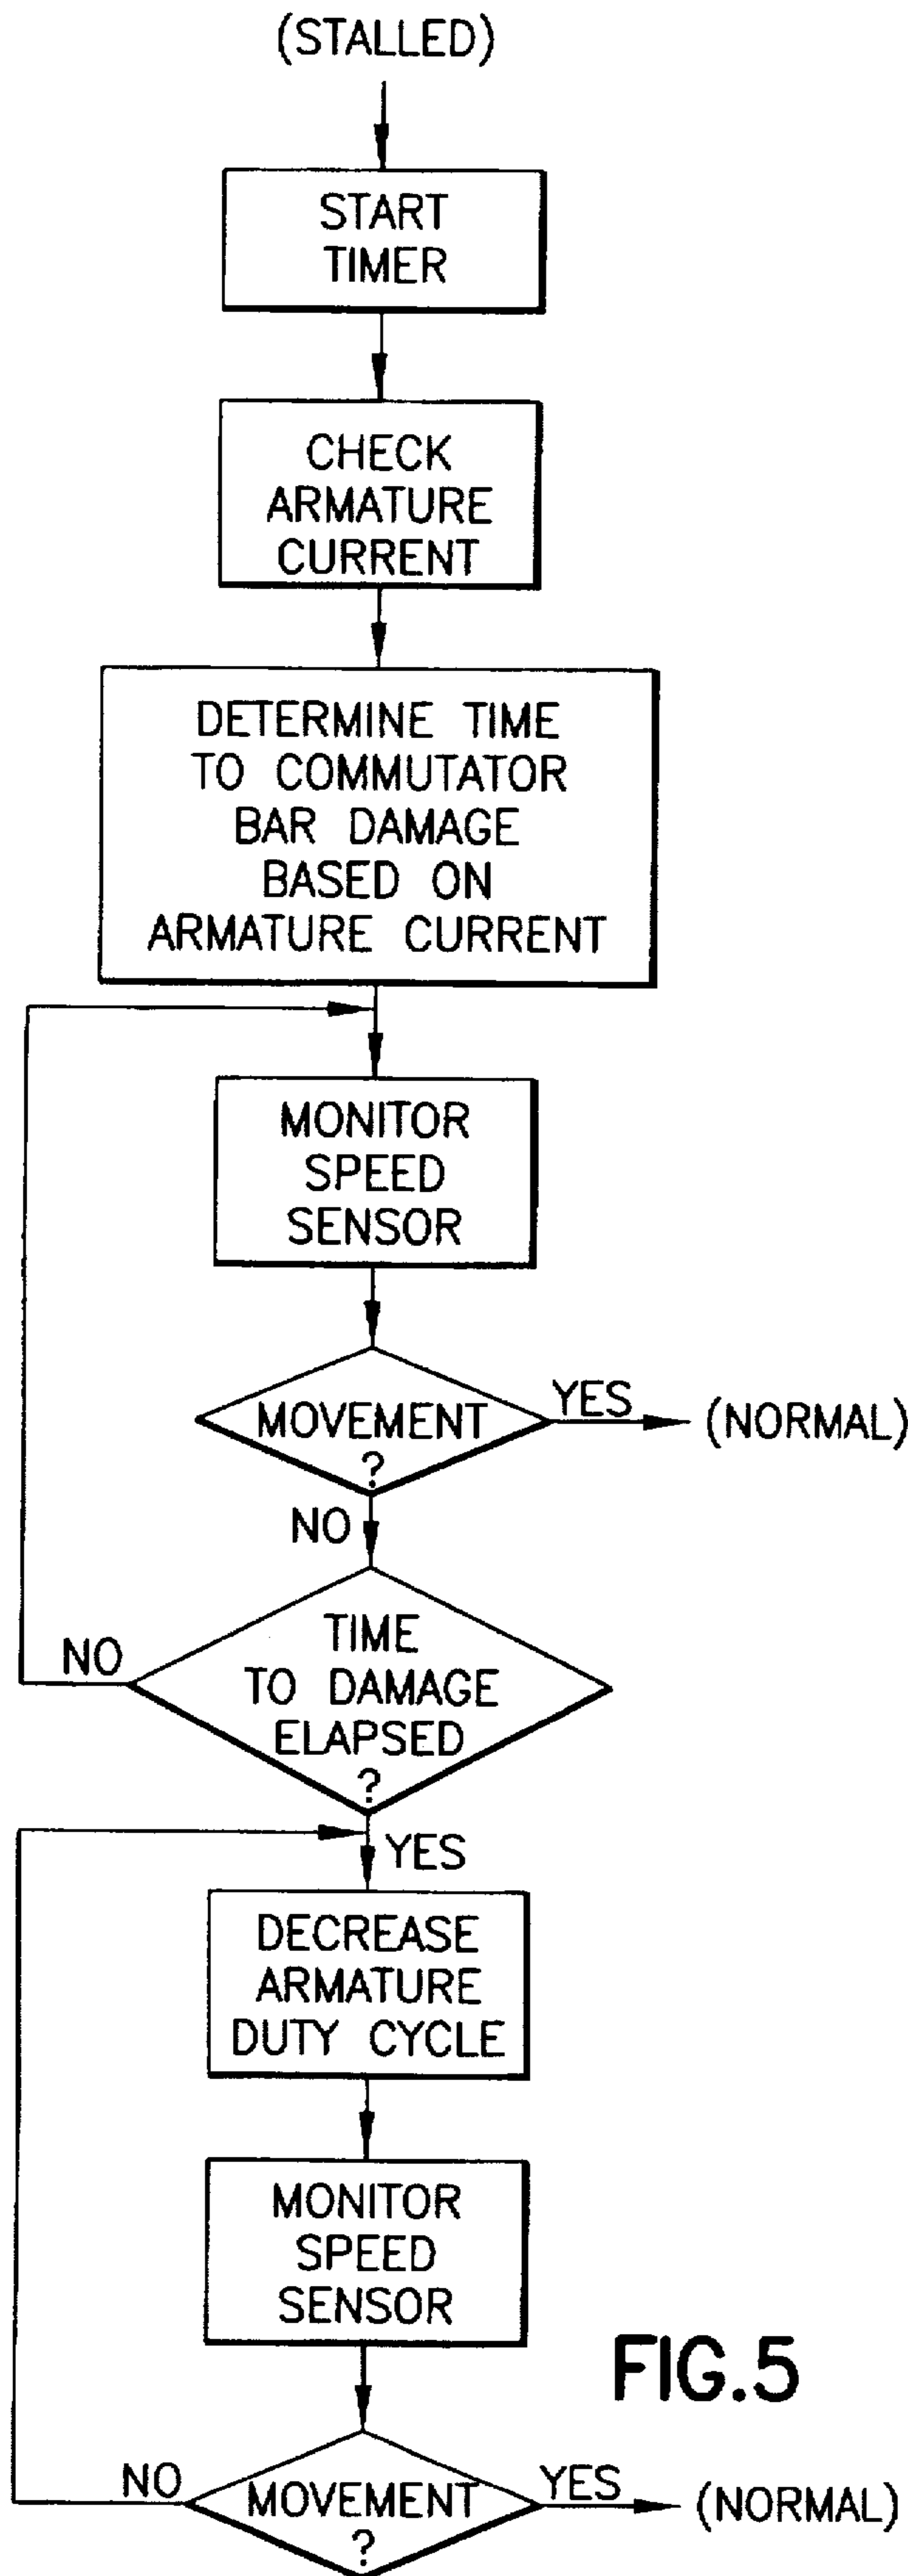 (STALLED)
START
TIMER
CHECK
ARMATURE
CURRENT
DETERMINE TIME
TO COMMUTATOR
BAR DAMAGE
BASED ON
ARMATURE CURRENT
MONITOR
SPEED
SENSOR
MOVEMENT
?
YES
(NORMAL)
NO
TIME
TO DAMAGE
ELAPSED
?
NO
YES
DECREASE
ARMATURE
DUTY CYCLE
MONITOR
SPEED
SENSOR
FIG.5
NO
MOVEMENT
?
YES
(NORMAL)